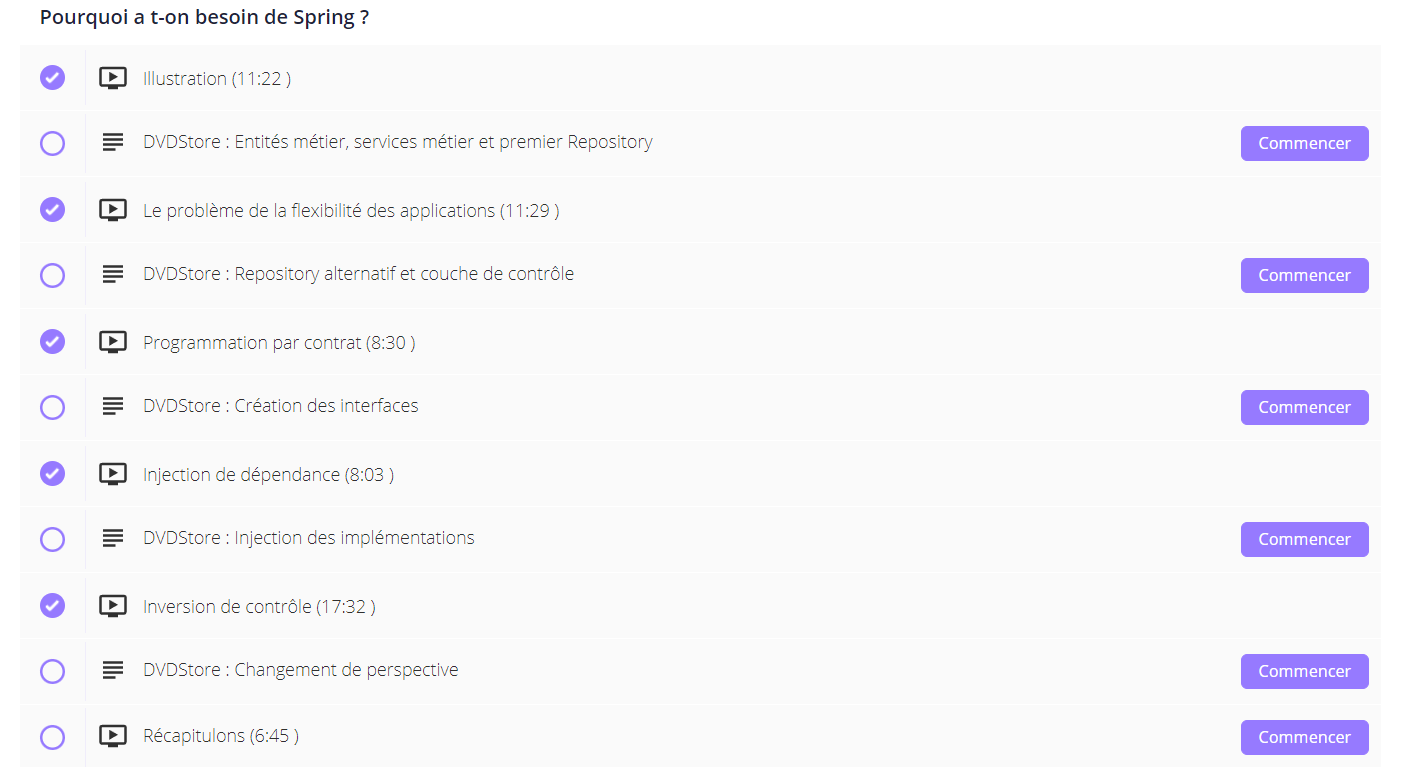 Pourquoi a t-on besoin de Spring ?
Illustration (11:22 )
DVDStore : Entités métier, services métier et premier Repository
Commencer
Le problème de la flexibilité des applications (11:29 )
DVDStore : Repository alternatif et couche de contrôle
Commencer
Programmation par contrat (8:30 )
DVDStore : Création des interfaces
Commencer
Injection de dépendance (8:03 )
DVDStore : Injection des implémentations
Commencer
Inversion de contrôle (17:32 )
DVDStore : Changement de perspective
Commencer
Récapitulons (6:45 )
Commencer